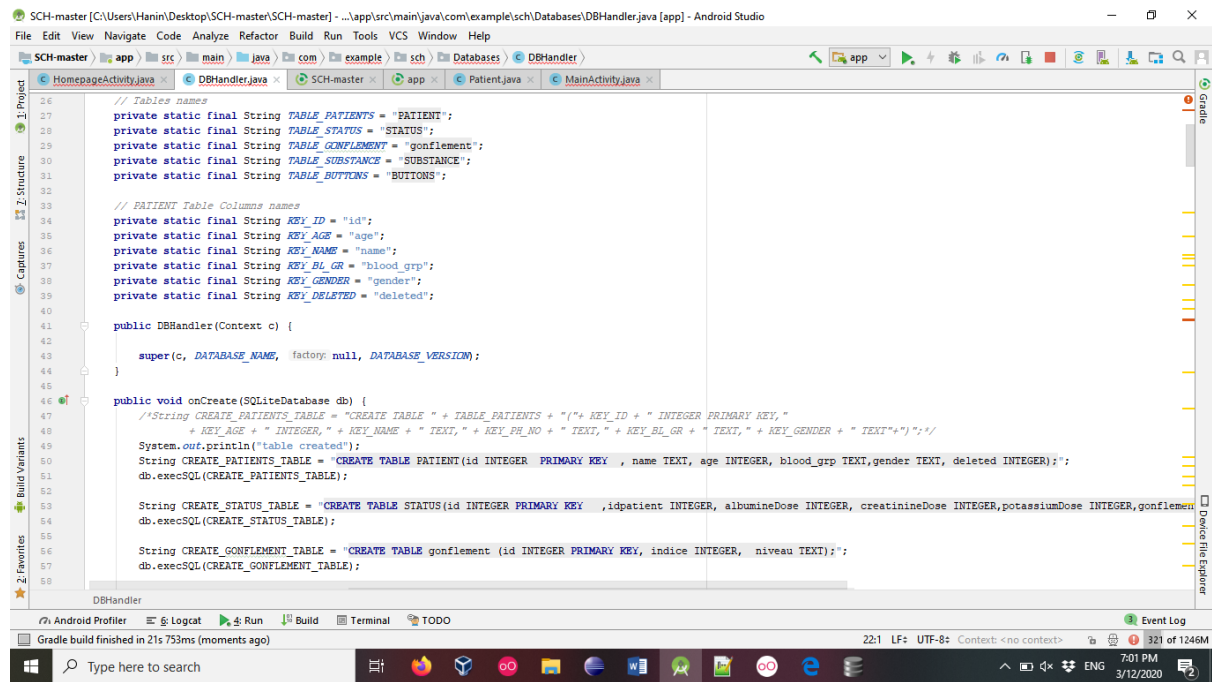 SCH-master [C:\Users\Hanin\Desktop\SCH-master\SCH-master] - ...\app\src\main\java\com\example\sch\Databases\DBHandler.java [app] - Android Studio
File Edit View Navigate Code Analyze Refactor Build Run Tools VCS Window Help
SCH-master app src main java com example sch Databases DBHandler app
HomepageActivity.java DBHandler.java SCH-master app Patient.java MainActivity.java
1: Project
Z: Structure
Captures
Build Variants
2: Favorites
26 // Tables names
27 private static final String TABLE_PATIENTS = "PATIENT";
28 private static final String TABLE_STATUS = "STATUS";
29 private static final String TABLE_GONFLEMENT = "gonflement";
30 private static final String TABLE_SUBSTANCE = "SUBSTANCE";
31 private static final String TABLE_BUTTONS = "BUTTONS";
32
33 // PATIENT Table Columns names
34 private static final String KEY_ID = "id";
35 private static final String KEY_AGE = "age";
36 private static final String KEY_NAME = "name";
37 private static final String KEY_BL_GR = "blood_grp";
38 private static final String KEY_GENDER = "gender";
39 private static final String KEY_DELETED = "deleted";
40
41 public DBHandler(Context c) {
42
43 super(c, DATABASE_NAME, factory: null, DATABASE_VERSION);
44 }
45
46 public void onCreate(SQLiteDatabase db) {
47 /*String CREATE_PATIENTS_TABLE = "CREATE TABLE " + TABLE_PATIENTS + "("+ KEY_ID + " INTEGER PRIMARY KEY,"
48 + KEY_AGE + " INTEGER," + KEY_NAME + " TEXT," + KEY_PH_NO + " TEXT," + KEY_BL_GR + " TEXT," + KEY_GENDER + " TEXT"+")";*/
49 System.out.println("table created");
50 String CREATE_PATIENTS_TABLE = "CREATE TABLE PATIENT(id INTEGER  PRIMARY KEY  , name TEXT, age INTEGER, blood_grp TEXT,gender TEXT, deleted INTEGER);";
51 db.execSQL(CREATE_PATIENTS_TABLE);
52
53 String CREATE_STATUS_TABLE = "CREATE TABLE STATUS(id INTEGER PRIMARY KEY  ,idpatient INTEGER, albumineDose INTEGER, creatinineDose INTEGER,potassiumDose INTEGER,gonflemen
54 db.execSQL(CREATE_STATUS_TABLE);
55
56 String CREATE_GONFLEMENT_TABLE = "CREATE TABLE gonflement (id INTEGER PRIMARY KEY, indice INTEGER,  niveau TEXT);";
57 db.execSQL(CREATE_GONFLEMENT_TABLE);
58
Gradle
Device File Explorer
DBHandler
Android Profiler 6: Logcat 4: Run Build Terminal TODO 3 Event Log
Gradle build finished in 21s 753ms (moments ago) 22:1 LF UTF-8 Context: <no context> 321 of 1246M
Type here to search ENG 7:01 PM
3/12/2020 2